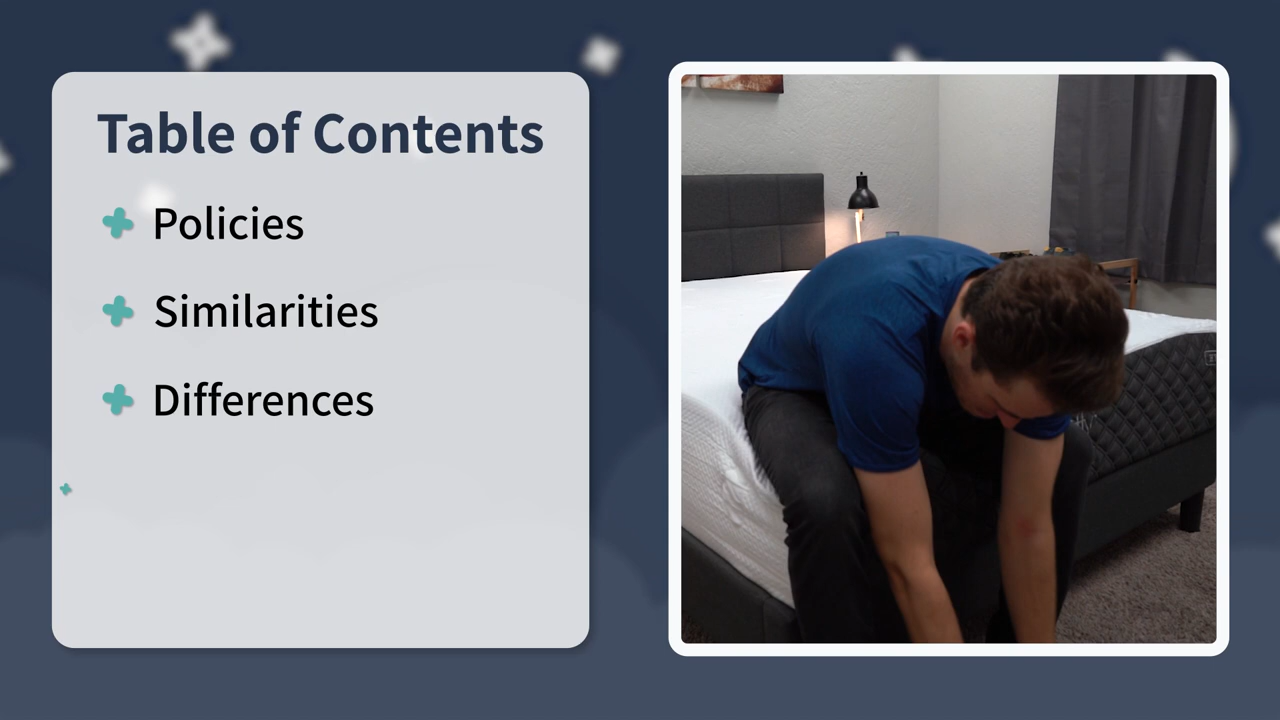 Table of Contents
Policies
Similarities
Differences